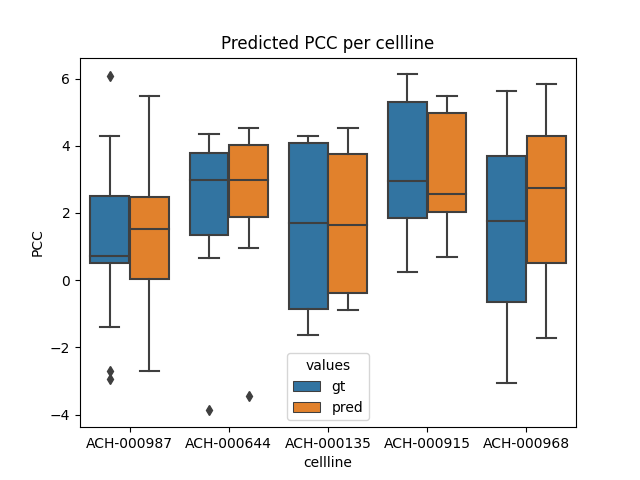 Predicted PCC per cellline
PCC
6
4
2
0
−2
−4
values
gt
pred
ACH-000987 ACH-000644 ACH-000135 ACH-000915 ACH-000968
cellline